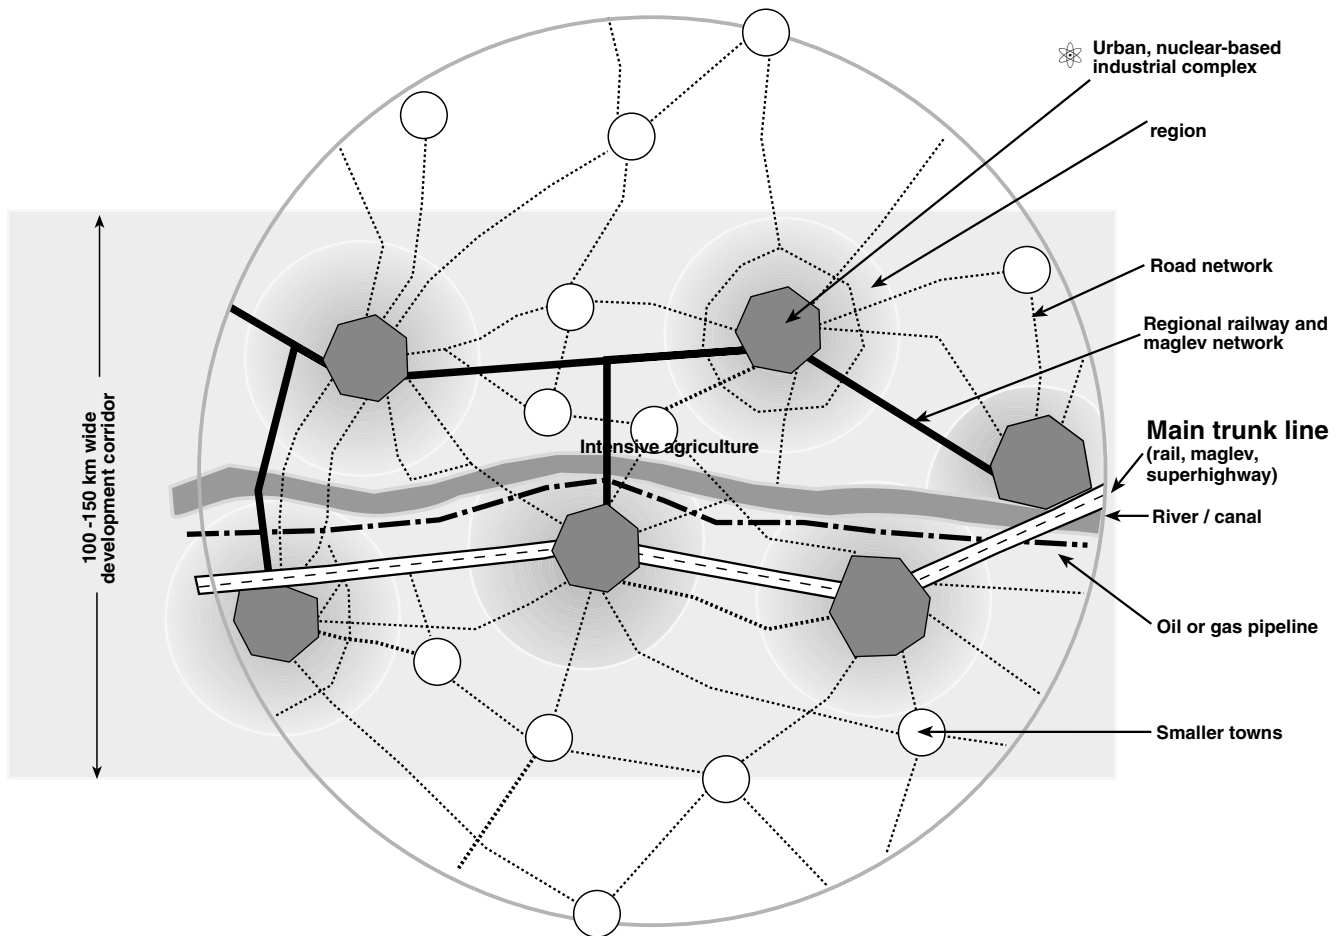 Urban, nuclear-based
industrial complex
region
Road network
Regional railway and
maglev network
100 -150 km wide
development corridor
Intensive agriculture
Main trunk line
(rail, maglev,
superhighway)
River / canal
Oil or gas pipeline
Smaller towns